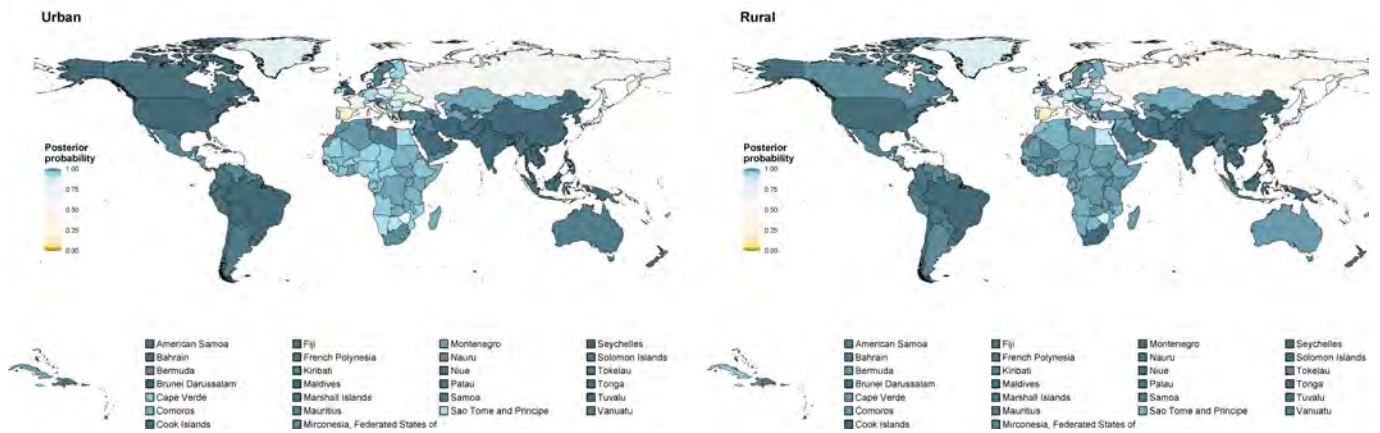 Urban
Posterior
probability
1.00
0.75
0.50
0.25
0.00
American Samoa
Bahrain
Bermuda
Brunei Darussalam
Cape Verde
Comoros
Cook Islands
Fiji
French Polynesia
Kiribati
Maldives
Marshall Islands
Mauritius
Mirconesia, Federated States of
Montenegro
Nauru
Niue
Palau
Samoa
Sao Tome and Principe
Seychelles
Solomon Islands
Tokelau
Tonga
Tuvalu
Vanuatu
Rural
Posterior
probability
1.00
0.75
0.50
0.25
0.00
American Samoa
Bahrain
Bermuda
Brunei Darussalam
Cape Verde
Comoros
Cook Islands
Fiji
French Polynesia
Kiribati
Maldives
Marshall Islands
Mauritius
Mirconesia, Federated States of
Montenegro
Nauru
Niue
Palau
Samoa
Sao Tome and Principe
Seychelles
Solomon Islands
Tokelau
Tonga
Tuvalu
Vanuatu